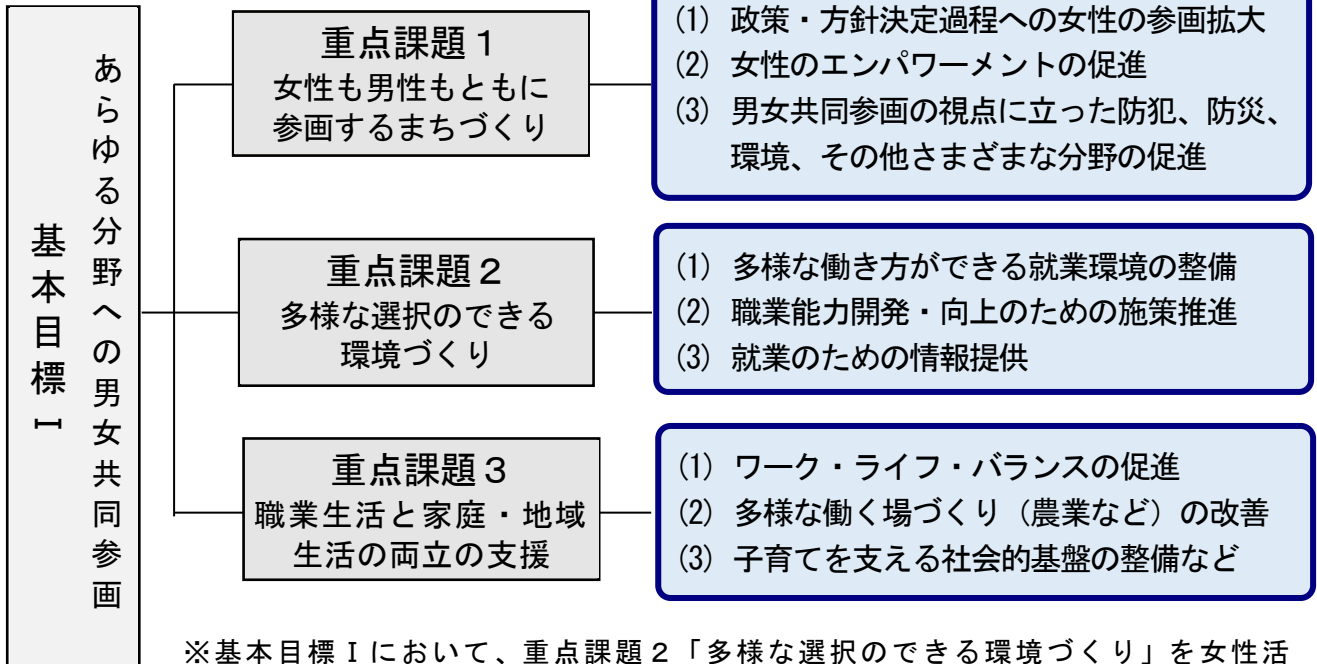 基本目標Ⅰ
あらゆる分野への男女共同参画
重点課題1
女性も男性もともに
参画するまちづくり
(1) 政策・方針決定過程への女性の参画拡大
(2) 女性のエンパワーメントの促進
(3) 男女共同参画の視点に立った防犯、防災、
環境、その他さまざまな分野の促進
重点課題2
多様な選択のできる
環境づくり
(1) 多様な働き方ができる就業環境の整備
(2) 職業能力開発・向上のための施策推進
(3) 就業のための情報提供
重点課題3
職業生活と家庭・地域
生活の両立の支援
(1) ワーク・ライフ・バランスの促進
(2) 多様な働く場づくり（農業など）の改善
(3) 子育てを支える社会的基盤の整備など
※基本目標Ⅰにおいて、重点課題2「多様な選択のできる環境づくり」を女性活